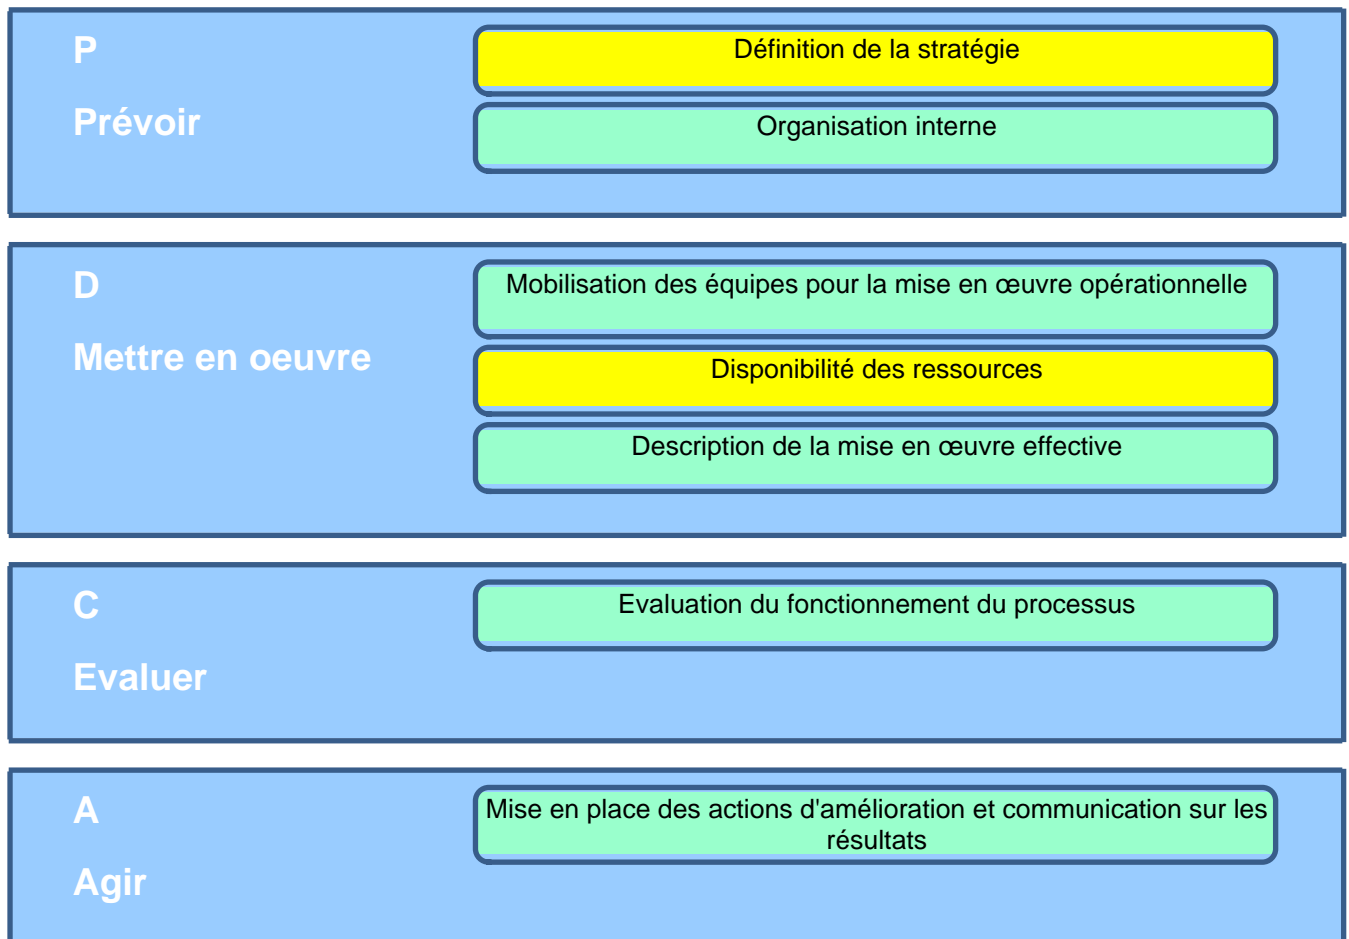 P
Prévoir
Définition de la stratégie
Organisation interne
D
Mettre en oeuvre
Mobilisation des équipes pour la mise en œuvre opérationnelle
Disponibilité des ressources
Description de la mise en œuvre effective
C
Evaluer
Evaluation du fonctionnement du processus
A
Agir
Mise en place des actions d'amélioration et communication sur les
résultats